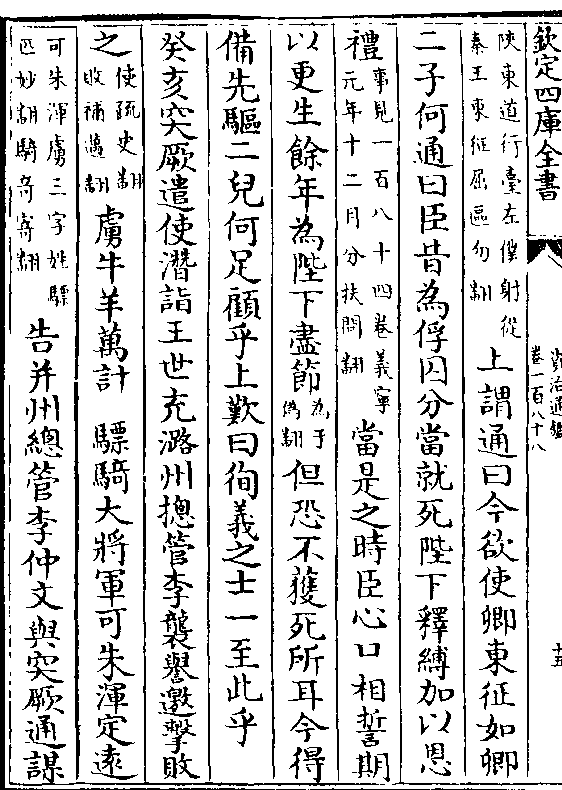 欽定四庫全書
資治通鑑
卷一百八十八
十五
陜東道行臺左僕射從
秦王東征屈區勿翻
上謂通曰今欲使卿東征如卿
二子何通曰臣昔為俘囚分當就死陛下釋縛加以恩
禮
事見一百八十四卷義寧
元年十二月分扶問翻
當是之時臣心口相誓期
以更生餘年為陛下盡節
為于
偽翻
但恐不獲死所耳今得
備先驅二兒何足顧乎上歎曰徇義之士一至此乎
癸亥突厥遣使潛詣王世充潞州摠管李襲譽邀擊敗
之
使疏史翻
敗補邁翻
虜牛羊萬計　驃騎大將軍可朱渾定遠
可朱渾虜三字姓驃
匹妙翻騎奇寄翻
告并州總管李仲文與突厥通謀